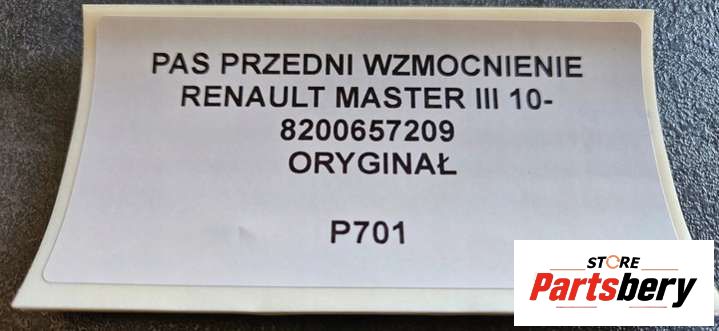 PAS PRZEDNI WZMOCNIENIE
RENAULT MASTER III 10-
8200657209
ORYGINAŁ
P701
STORE
Partsbery